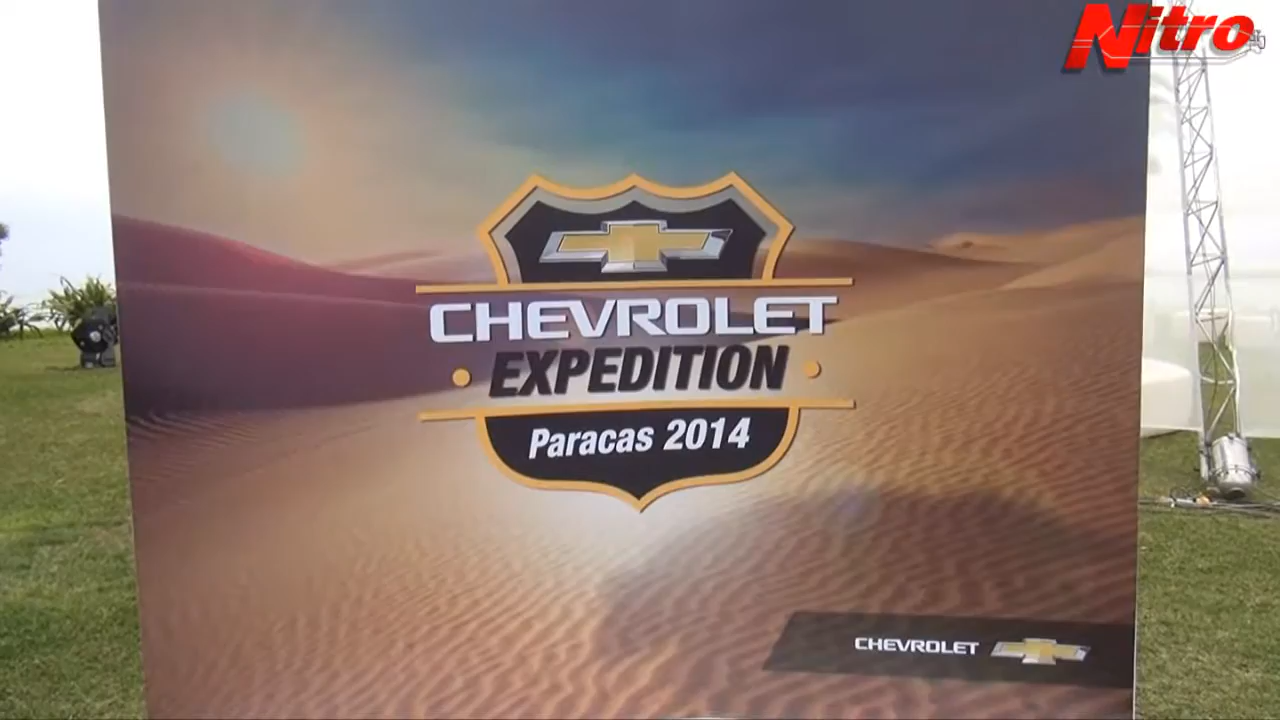 Nitro
CHEVROLET
EXPEDITION
Paracas 2014
CHEVROLET